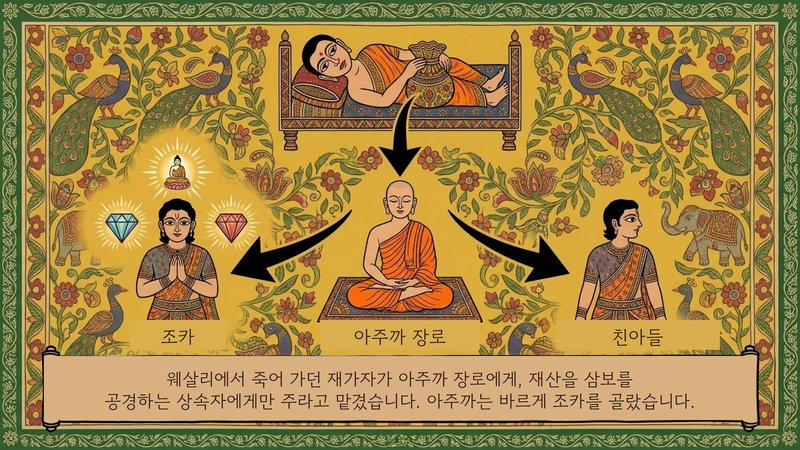 조카
아주까 장로
친아들
웨살리에서 죽어 가던 재가자가 아주까 장로에게, 재산을 삼보를
공경하는 상속자에게만 주라고 맡겼습니다. 아주까는 바르게 조카를 골랐습니다.